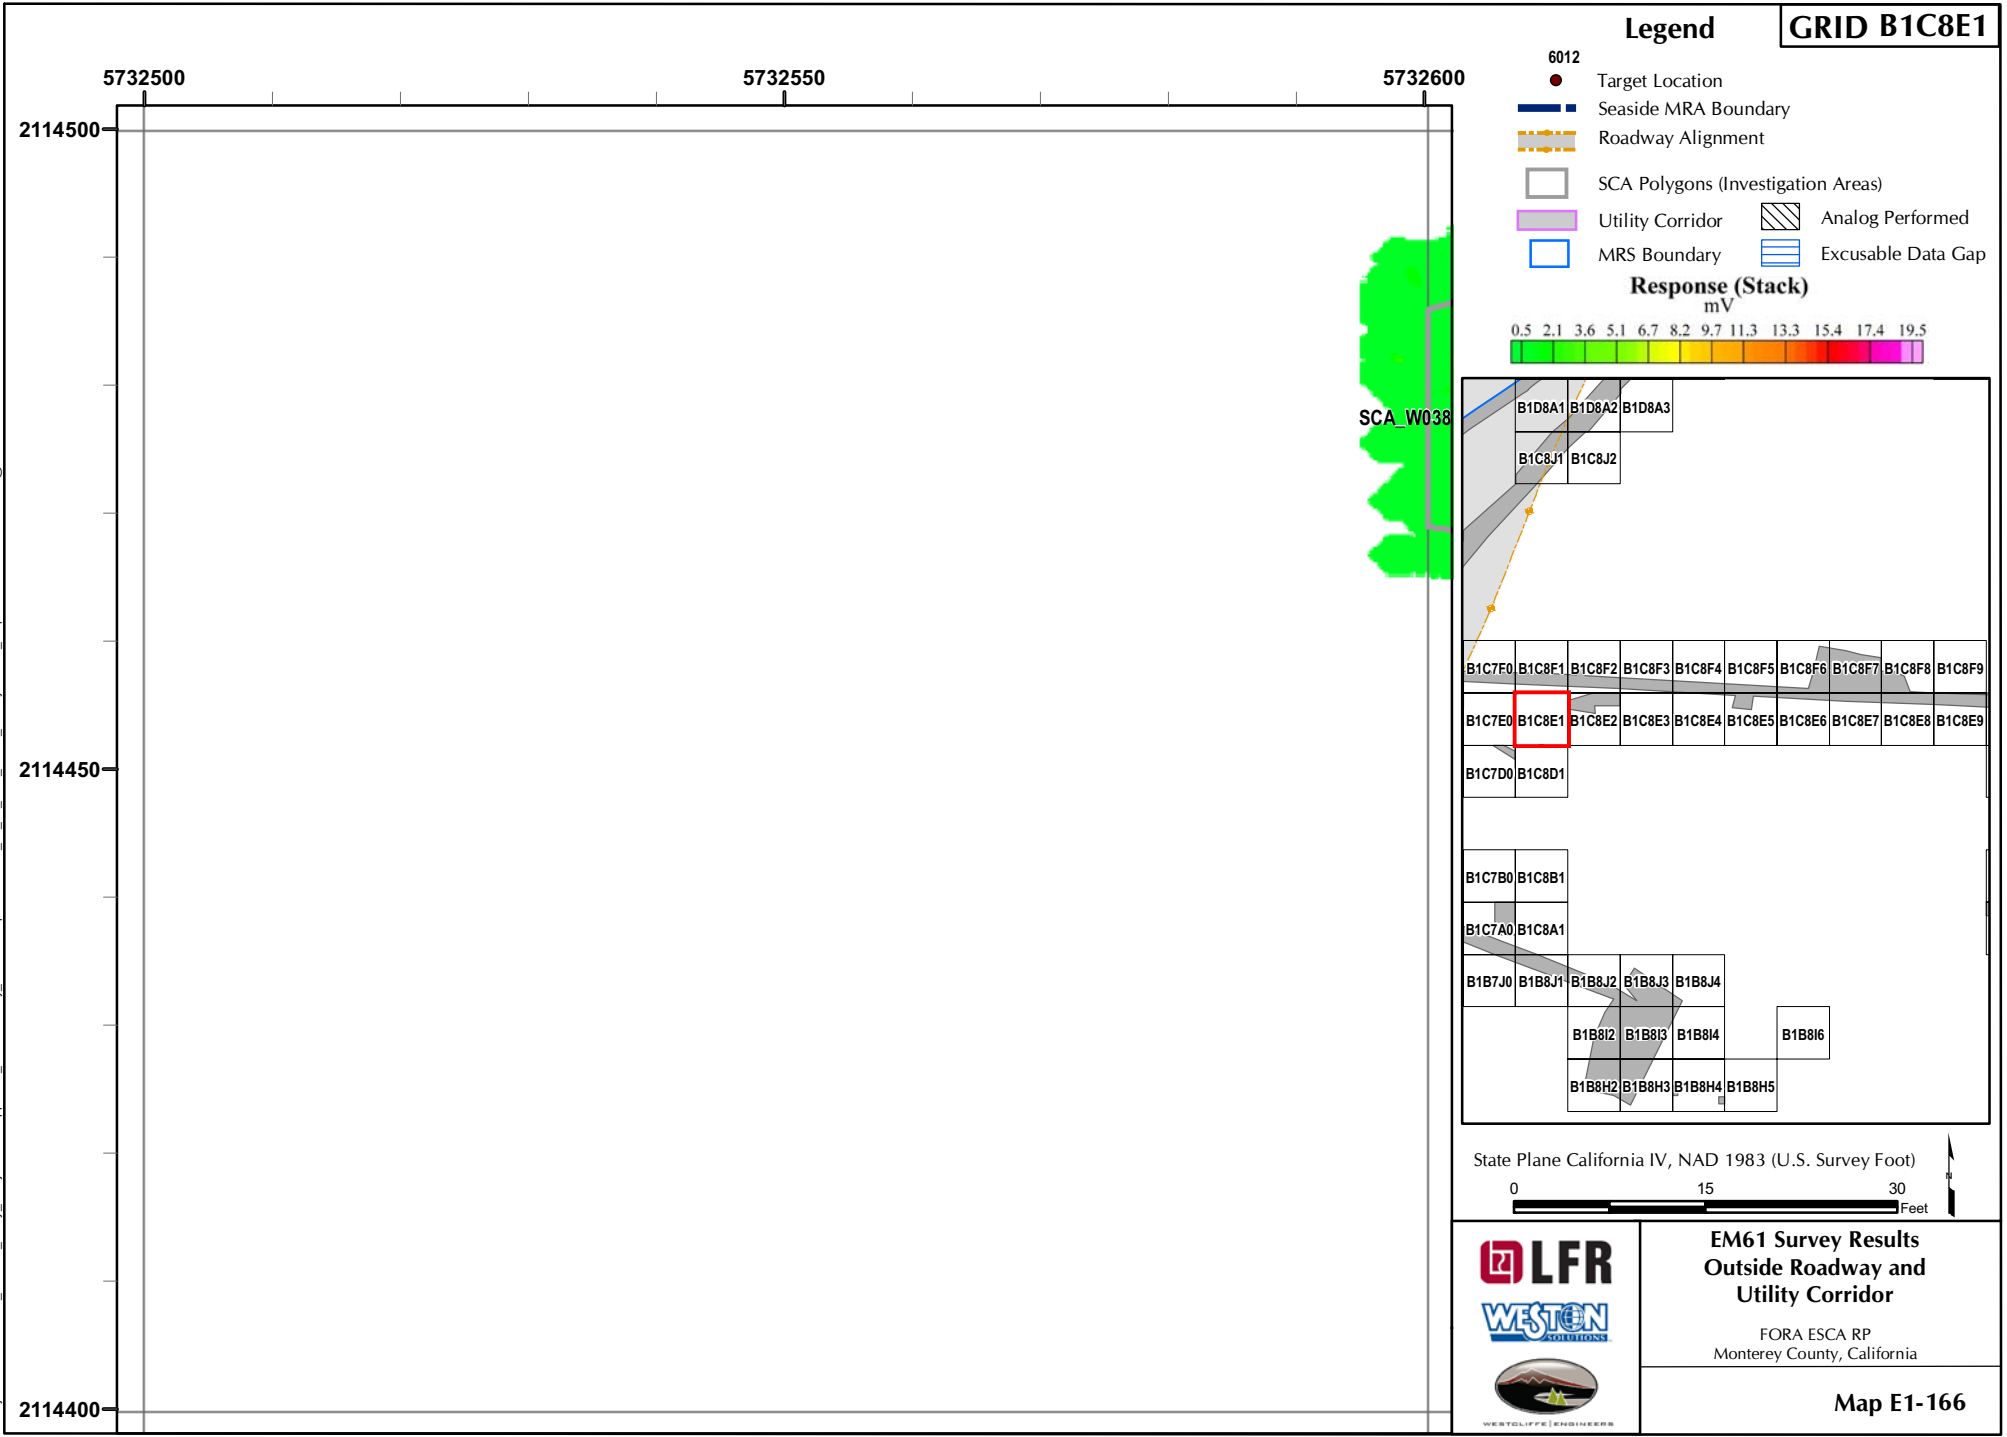 Legend
GRID B1C8E1
6012
Target Location
Seaside MRA Boundary
Roadway Alignment
SCA Polygons (Investigation Areas)
Utility Corridor
Analog Performed
MRS Boundary
Excusable Data Gap
Response (Stack)
mV
0.5 2.1 3.6 5.1 6.7 8.2 9.7 11.3 13.3 15.4 17.4 19.5
5732500 5732550 5732600
2114500
2114450
2114400
SCA_W038
B1D8A1 B1D8A2 B1D8A3
B1C8J1 B1C8J2
B1C7F0 B1C8F1 B1C8F2 B1C8F3 B1C8F4 B1C8F5 B1C8F6 B1C8F7 B1C8F8 B1C8F9
B1C7E0 B1C8E1 B1C8E2 B1C8E3 B1C8E4 B1C8E5 B1C8E6 B1C8E7 B1C8E8 B1C8E9
B1C7D0 B1C8D1
B1C7B0 B1C8B1
B1C7A0 B1C8A1
B1B7J0 B1B8J1 B1B8J2 B1B8J3 B1B8J4
B1B8I2 B1B8I3 B1B8I4 B1B8I6
B1B8H2 B1B8H3 B1B8H4 B1B8H5
State Plane California IV, NAD 1983 (U.S. Survey Foot)
0 15 30
Feet
N
LFR
WESTON
SOLUTIONS
WESTCLIFFE | ENGINEERS
EM61 Survey Results
Outside Roadway and
Utility Corridor
FORA ESCA RP
Monterey County, California
Map E1-166